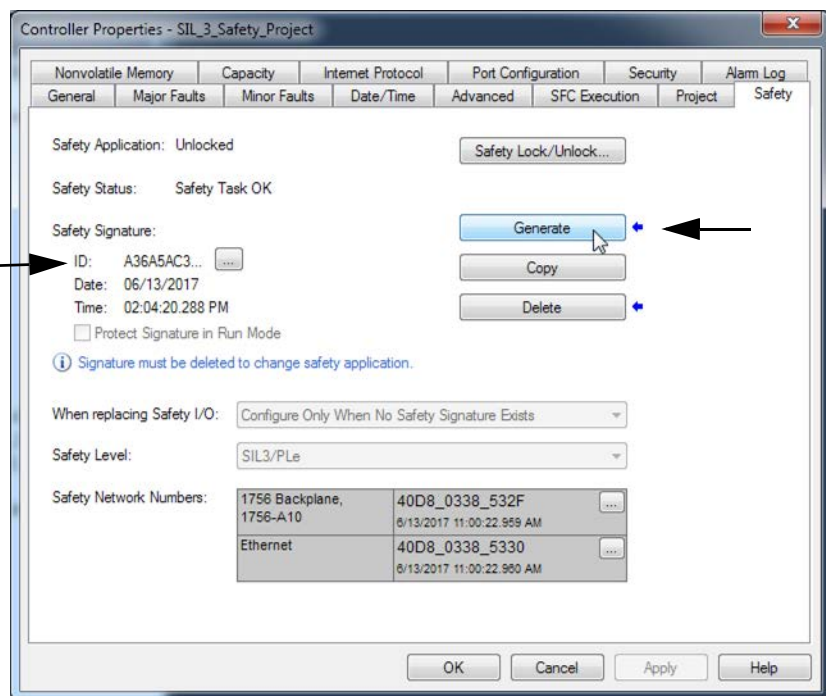 Controller Properties - SIL_3_Safety_Project
Nonvolatile Memory Capacity Internet Protocol Port Configuration Security Alarm Log
General Major Faults Minor Faults Date/Time Advanced SFC Execution Project Safety
Safety Application: Unlocked
Safety Lock/Unlock...
Safety Status: Safety Task OK
Safety Signature:
Generate
ID: A36A5AC3... ...
Copy
Date: 06/13/2017
Time: 02:04:20.288 PM
Delete
Protect Signature in Run Mode
Signature must be deleted to change safety application.
When replacing Safety I/O: Configure Only When No Safety Signature Exists
Safety Level: SIL3/PLe
Safety Network Numbers: 1756 Backplane, 40D8_0338_532F ...
1756-A10 6/13/2017 11:00:22.959 AM
Ethernet 40D8_0338_5330 ...
6/13/2017 11:00:22.960 AM
OK Cancel Apply Help